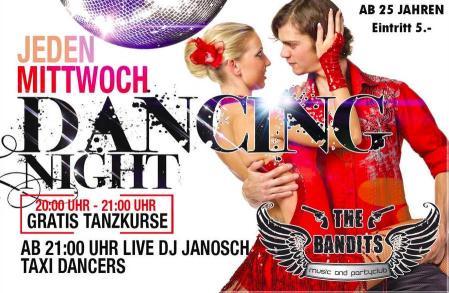 AB 25 JAHREN
Eintritt 5.-
JEDEN
MITTWOCH
DANCING
NIGHT
20:00 UHR - 21:00 UHR
GRATIS TANZKURSE
AB 21:00 UHR LIVE DJ JANOSCH
TAXI DANCERS
THE
BANDITS
music and partyclub